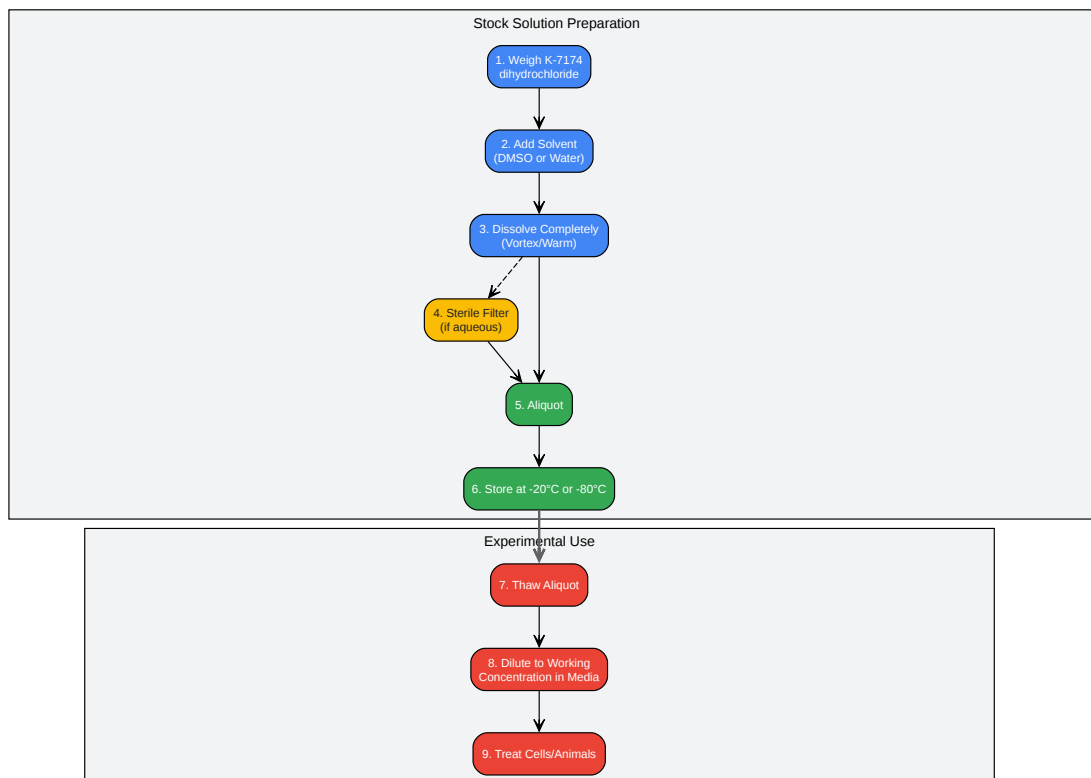 Stock Solution Preparation
1. Weigh K-7174
dihydrochloride
2. Add Solvent
(DMSO or Water)
3. Dissolve Completely
(Vortex/Warm)
4. Sterile Filter
(if aqueous)
5. Aliquot
6. Store at -20°C or -80°C
Experimental Use
7. Thaw Aliquot
8. Dilute to Working
Concentration in Media
9. Treat Cells/Animals